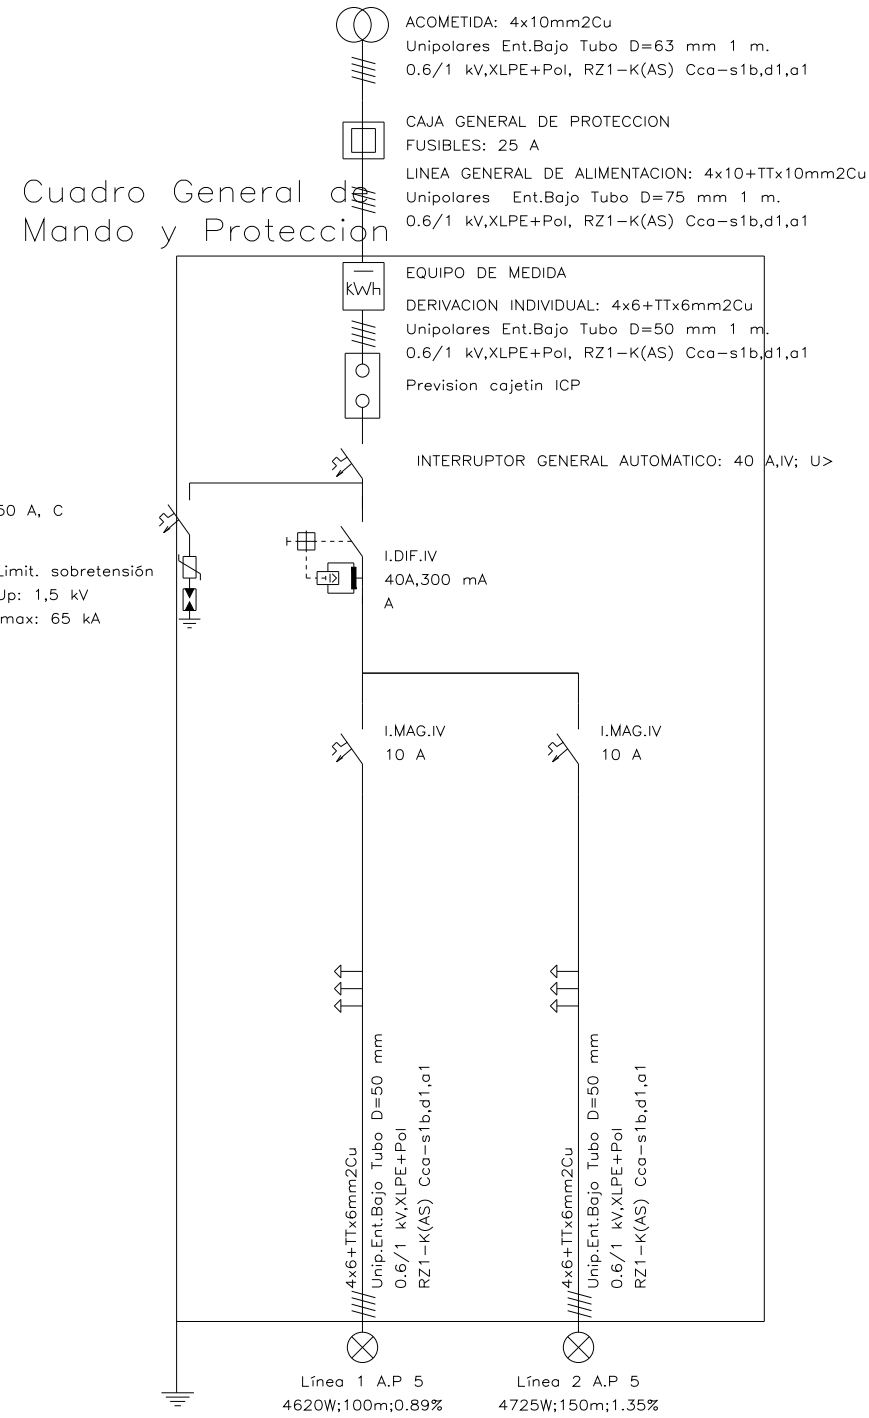 ACOMETIDA: 4x10mm2Cu
Unipolares Ent.Bajo Tubo D=63 mm 1 m.
0.6/1 kV,XLPE+Pol, RZ1-K(AS) Cca-s1b,d1,a1
CAJA GENERAL DE PROTECCION
FUSIBLES: 25 A
LINEA GENERAL DE ALIMENTACION: 4x10+TTx10mm2Cu
Unipolares Ent.Bajo Tubo D=75 mm 1 m.
0.6/1 kV,XLPE+Pol, RZ1-K(AS) Cca-s1b,d1,a1
Cuadro General de
Mando y Proteccion
KWh
EQUIPO DE MEDIDA
DERIVACION INDIVIDUAL: 4x6+TTx6mm2Cu
Unipolares Ent.Bajo Tubo D=50 mm 1 m.
0.6/1 kV,XLPE+Pol, RZ1-K(AS) Cca-s1b,d1,a1
Prevision cajetin ICP
INTERRUPTOR GENERAL AUTOMATICO: 40 A,IV; U>
A, C
Limit. sobretensión
Up: 1,5 kV
max: 65 kA
I.DIF.IV
40A,300 mA
A
I.MAG.IV
10 A
I.MAG.IV
10 A
4x6+TTx6mm2Cu
Unip.Ent.Bajo Tubo D=50 mm
0.6/1 kV,XLPE+Pol
RZ1-K(AS) Cca-s1b,d1,a1
4x6+TTx6mm2Cu
Unip.Ent.Bajo Tubo D=50 mm
0.6/1 kV,XLPE+Pol
RZ1-K(AS) Cca-s1b,d1,a1
Línea 1 A.P 5
4620W;100m;0.89%
Línea 2 A.P 5
4725W;150m;1.35%